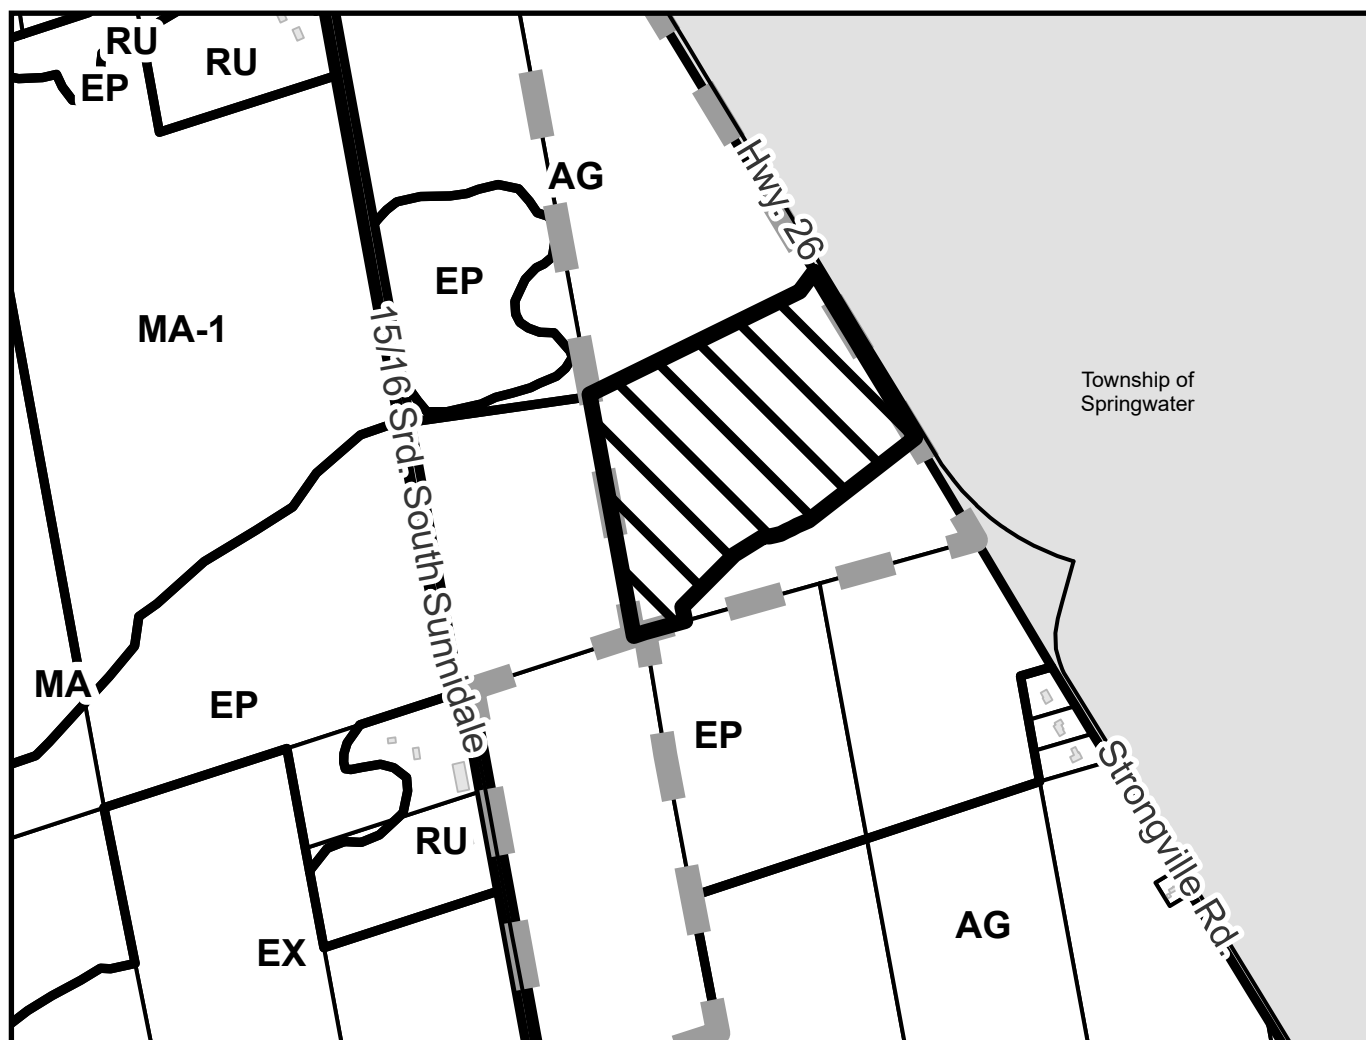 RU
RU
EP
Hwy. 26
AG
EP
MA-1
15/16 Srd. South Sunnidale
Township of
Springwater
MA
EP
EP
Strongville Rd.
RU
AG
EX